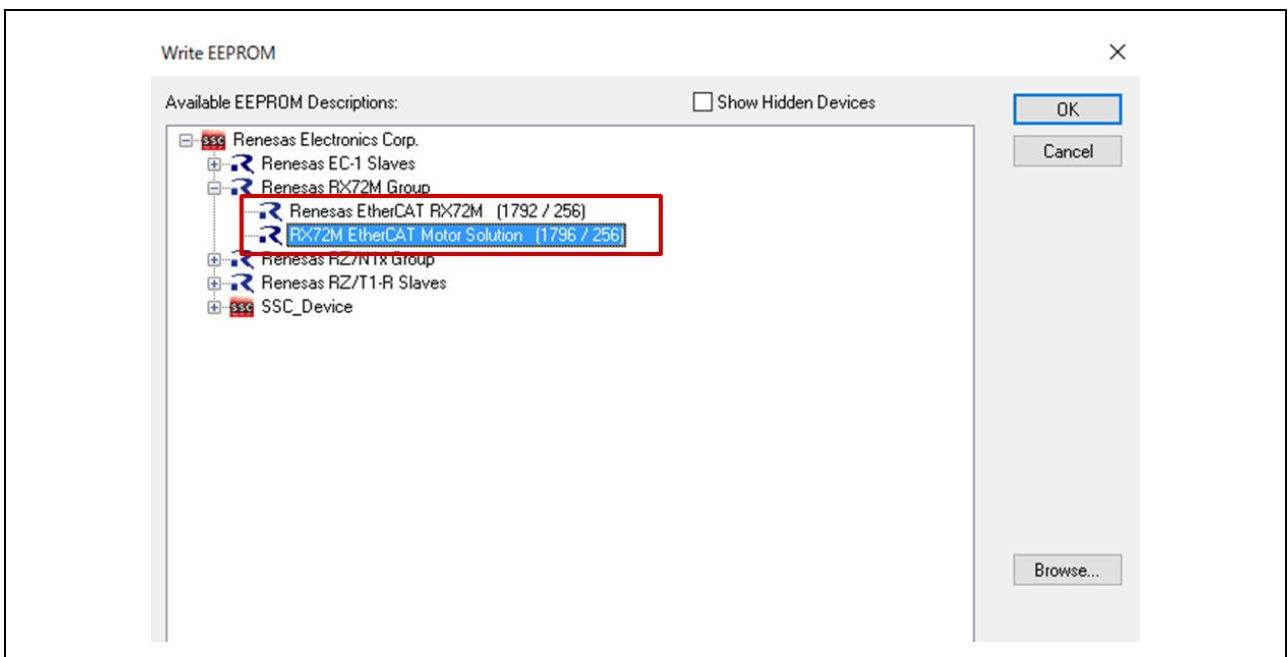 Write EEPROM
Available EEPROM Descriptions:
Show Hidden Devices
OK
Cancel
ssc Renesas Electronics Corp.
Renesas EC-1 Slaves
Renesas RX72M Group
Renesas EtherCAT RX72M (1792 / 256)
RX72M EtherCAT Motor Solution (1796 / 256)
Renesas RZ/N1x Group
Renesas RZ/T1-R Slaves
ssc SSC_Device
Browse...